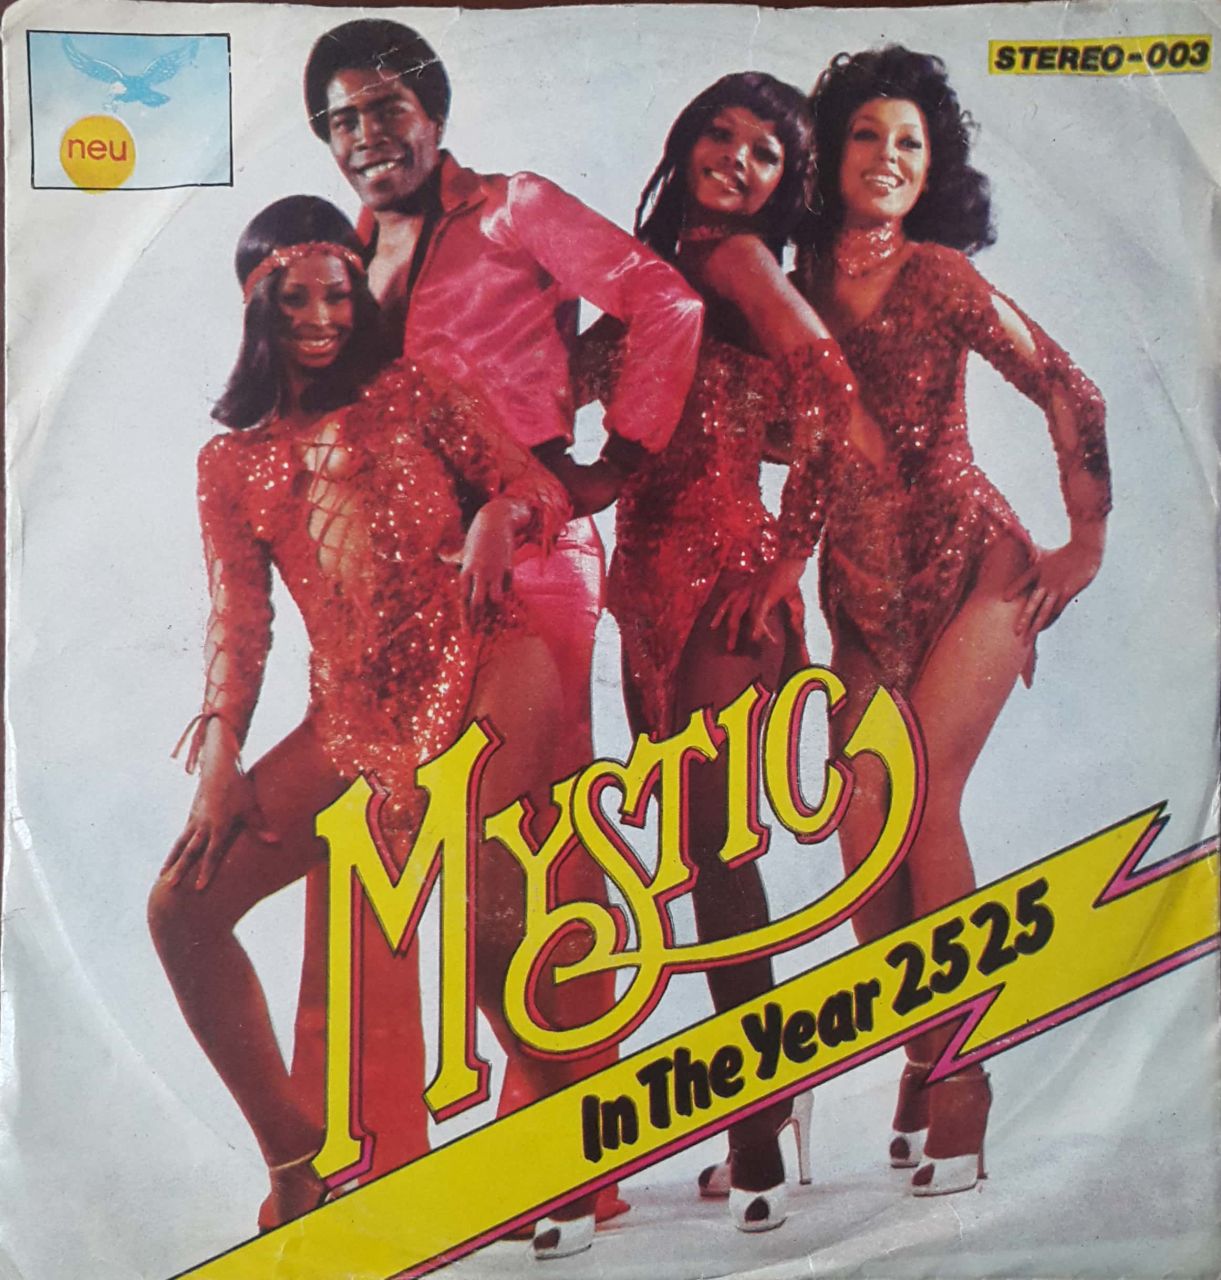 neu
STEREO-003
MYSTIC
In The Year 2525